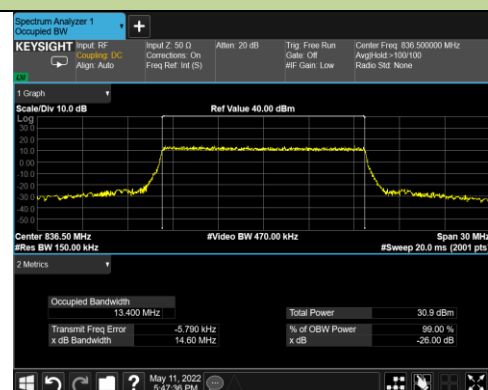 Spectrum Analyzer 1
Occupied BW
KEYSIGHT Input: RF Input Z: 50 Ω Atten: 20 dB Trig: Free Run Center Freq: 836.500000 MHz
Coupling: DC Corrections: On Gate: Off Avg|Hold:>100/100
Align: Auto Freq Ref: Int (S) #IF Gain: Low Radio Std: None
1 Graph
Scale/Div 10.0 dB Ref Value 40.00 dBm
Log
30.0
20.0
10.0
0.00
-10.0
-20.0
-30.0
-40.0
-50.0
Center 836.50 MHz #Video BW 470.00 kHz Span 30 MHz
#Res BW 150.00 kHz #Sweep 20.0 ms (2001 pts)
2 Metrics
Occupied Bandwidth
13.400 MHz Total Power 30.9 dBm
Transmit Freq Error -5.790 kHz % of OBW Power 99.00 %
x dB Bandwidth 14.60 MHz x dB -26.00 dB
May 11, 2022
5:47:36 PM